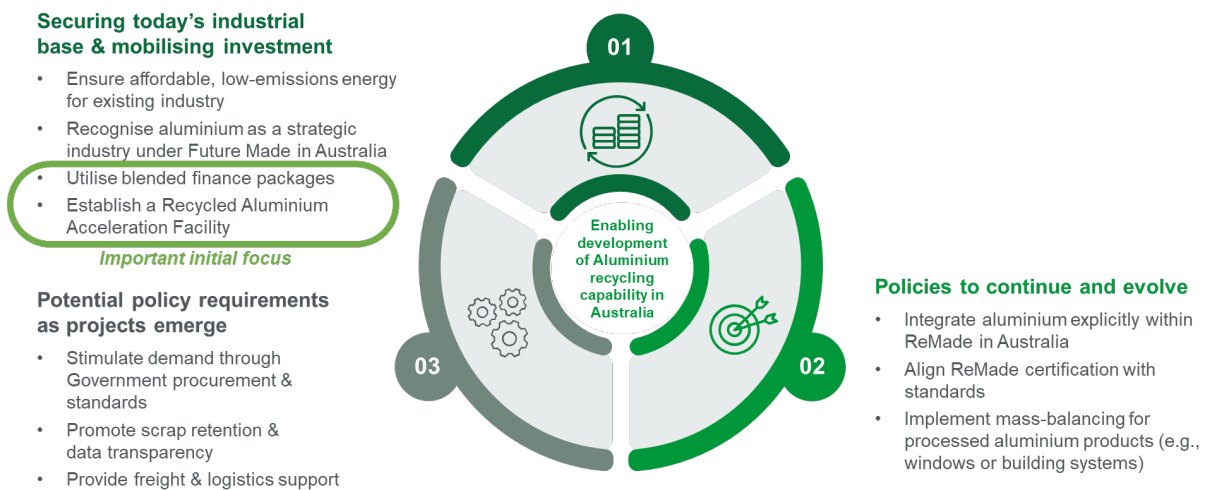 Securing today's industrial
base & mobilising investment
• Ensure affordable, low-emissions energy
for existing industry
• Recognise aluminium as a strategic
industry under Future Made in Australia
• Utilise blended finance packages
• Establish a Recycled Aluminium
Acceleration Facility
Important initial focus
Potential policy requirements
as projects emerge
• Stimulate demand through
Government procurement &
standards
• Promote scrap retention &
data transparency
• Provide freight & logistics support
01
Enabling
development
of Aluminium
recycling
capability in
Australia
03
02
Policies to continue and evolve
• Integrate aluminium explicitly within
ReMade in Australia
• Align ReMade certification with
standards
• Implement mass-balancing for
processed aluminium products (e.g.,
windows or building systems)